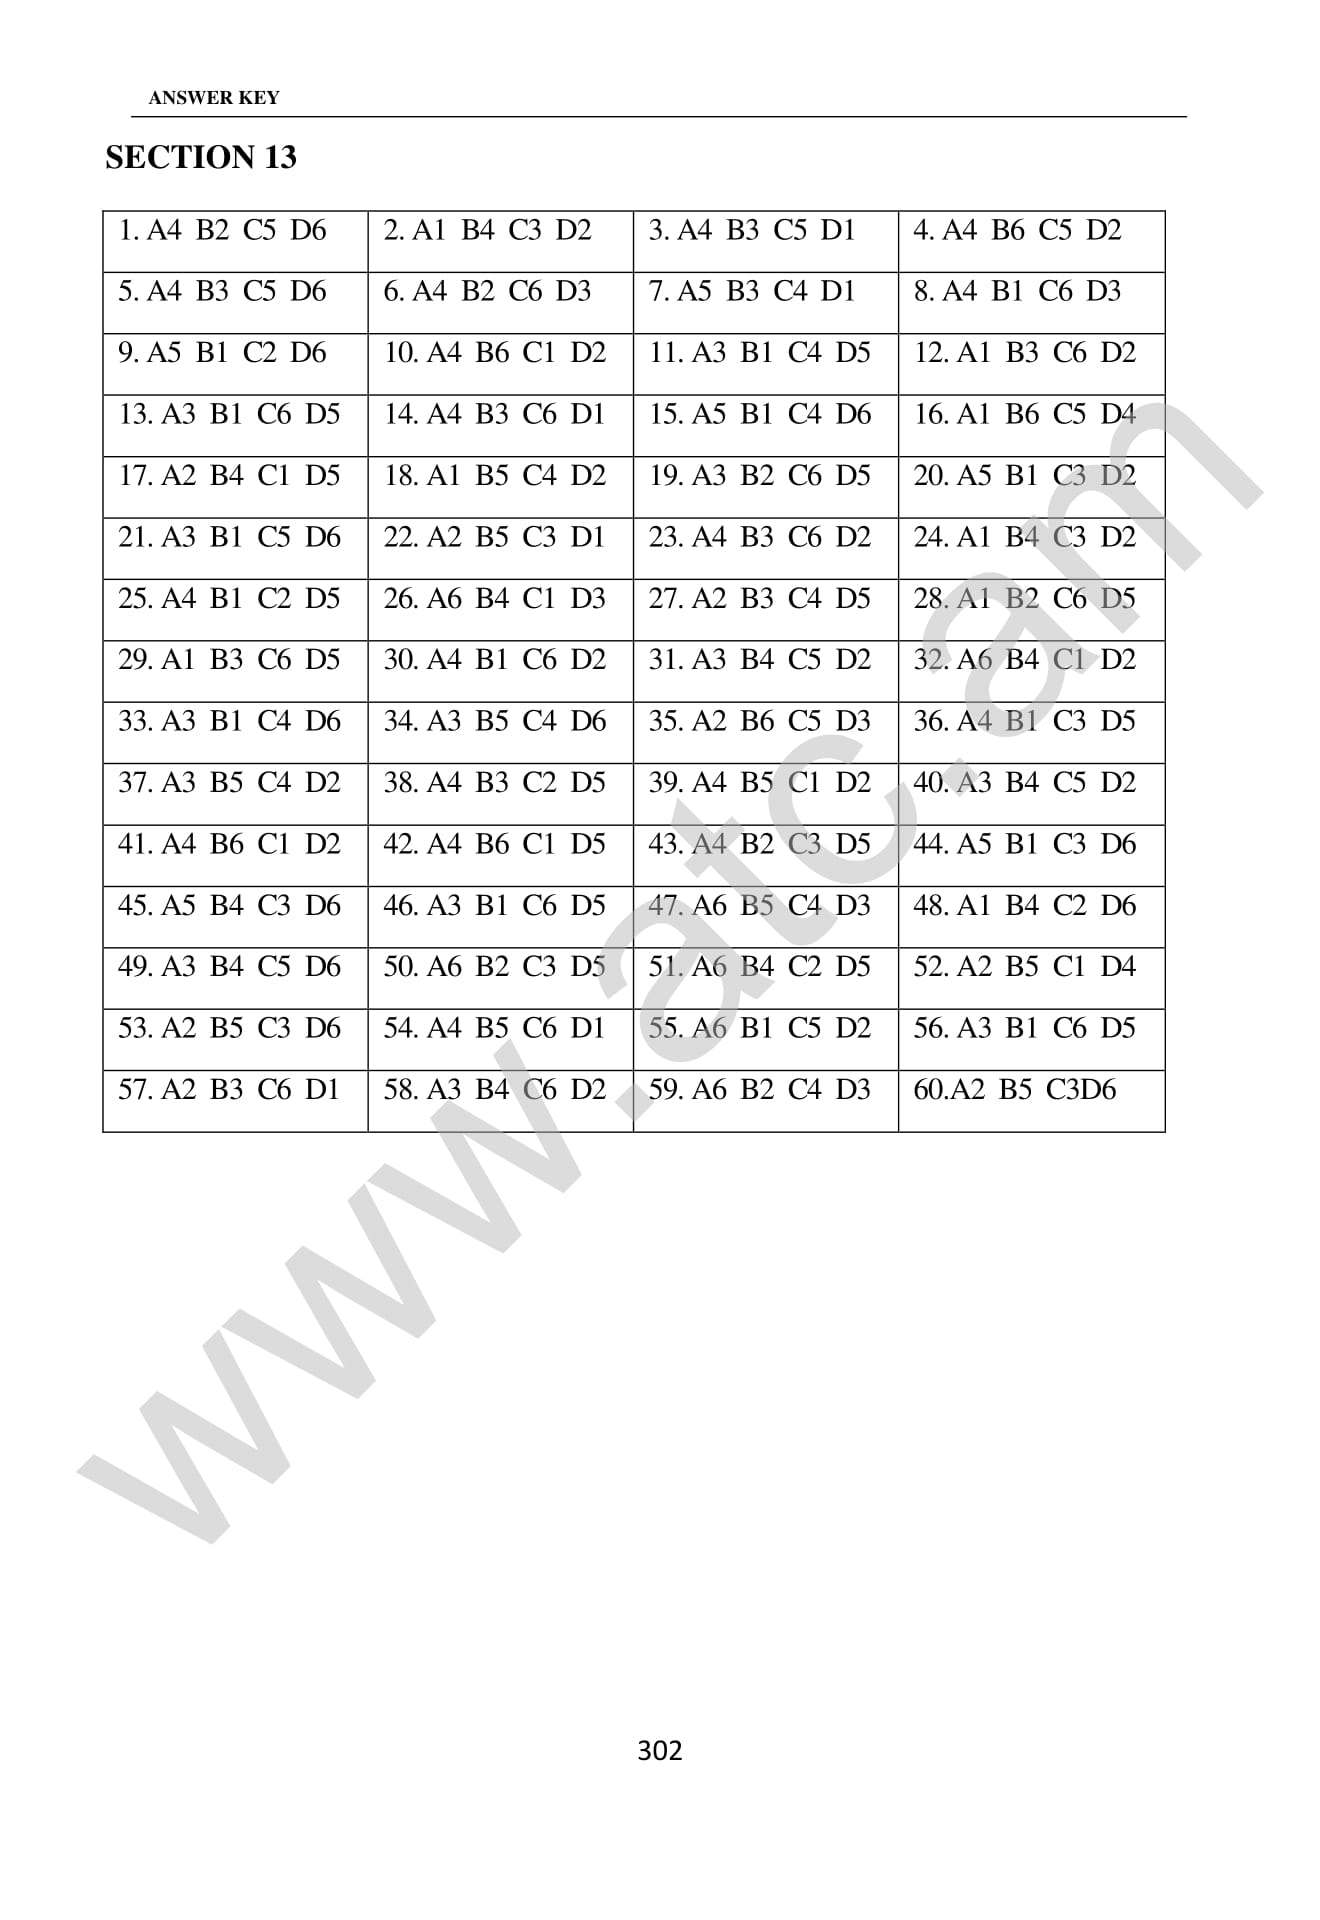 ANSWER KEY
SECTION 13
1. A4 B2 C5 D6 2. A1 B4 C3 D2 3. A4 B3 C5 D1 4. A4 B6 C5 D2
5. A4 B3 C5 D6 6. A4 B2 C6 D3 7. A5 B3 C4 D1 8. A4 B1 C6 D3
9. A5 B1 C2 D6 10. A4 B6 C1 D2 11. A3 B1 C4 D5 12. A1 B3 C6 D2
13. A3 B1 C6 D5 14. A4 B3 C6 D1 15. A5 B1 C4 D6 16. A1 B6 C5 D4
17. A2 B4 C1 D5 18. A1 B5 C4 D2 19. A3 B2 C6 D5 20. A5 B1 C3 D2
21. A3 B1 C5 D6 22. A2 B5 C3 D1 23. A4 B3 C6 D2 24. A1 B4 C3 D2
25. A4 B1 C2 D5 26. A6 B4 C1 D3 27. A2 B3 C4 D5 28. A1 B2 C6 D5
29. A1 B3 C6 D5 30. A4 B1 C6 D2 31. A3 B4 C5 D2 32. A6 B4 C1 D2
33. A3 B1 C4 D6 34. A3 B5 C4 D6 35. A2 B6 C5 D3 36. A4 B1 C3 D5
37. A3 B5 C4 D2 38. A4 B3 C2 D5 39. A4 B5 C1 D2 40. A3 B4 C5 D2
41. A4 B6 C1 D2 42. A4 B6 C1 D5 43. A4 B2 C3 D5 44. A5 B1 C3 D6
45. A5 B4 C3 D6 46. A3 B1 C6 D5 47. A6 B5 C4 D3 48. A1 B4 C2 D6
49. A3 B4 C5 D6 50. A6 B2 C3 D5 51. A6 B4 C2 D5 52. A2 B5 C1 D4
53. A2 B5 C3 D6 54. A4 B5 C6 D1 55. A6 B1 C5 D2 56. A3 B1 C6 D5
57. A2 B3 C6 D1 58. A3 B4 C6 D2 59. A6 B2 C4 D3 60.A2 B5 C3D6
www.atc.am
302